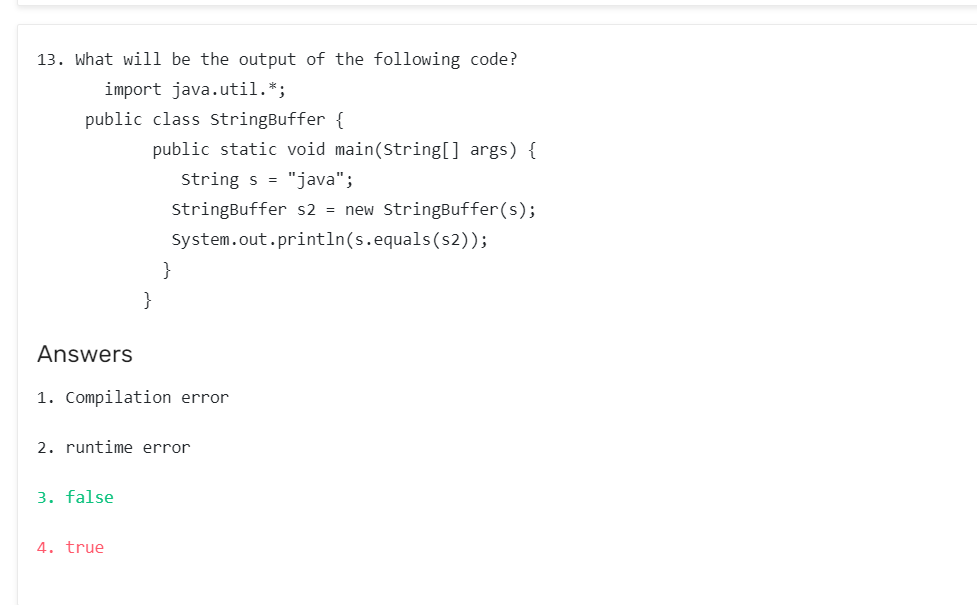 13. What will be the output of the following code?
import java.util.*;
public class StringBuffer {
public static void main(String[] args) {
String s = "java";
StringBuffer s2 = new StringBuffer(s);
System.out.println(s.equals(s2));
}
}
Answers
1. Compilation error
2. runtime error
3. false
4. true